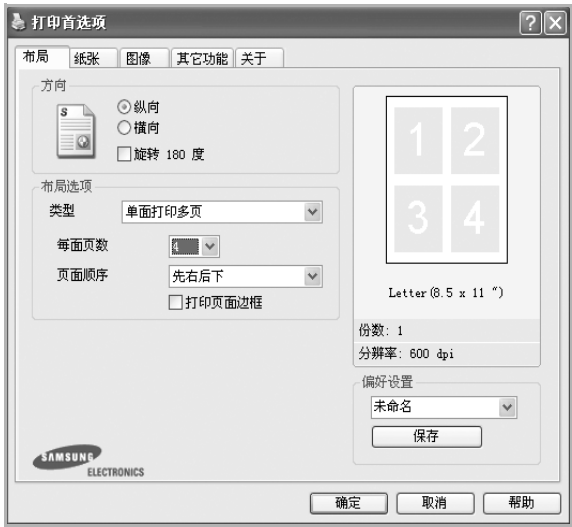 打印首选项
布局 纸张 图像 其它功能 关于
方向
S
纵向
横向
旋转 180 度
布局选项
类型 单面打印多页
每面页数 4
页面顺序 先右后下
打印页面边框
1 2
3 4
Letter(8.5 x 11 ″)
份数: 1
分辨率: 600 dpi
偏好设置
未命名
保存
SAMSUNG
ELECTRONICS
确定 取消 帮助